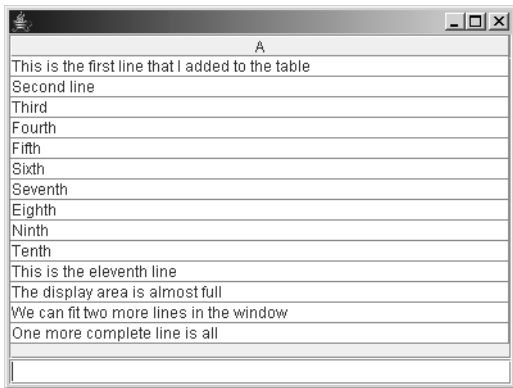 A
This is the first line that I added to the table
Second line
Third
Fourth
Fifth
Sixth
Seventh
Eighth
Ninth
Tenth
This is the eleventh line
The display area is almost full
We can fit two more lines in the window
One more complete line is all